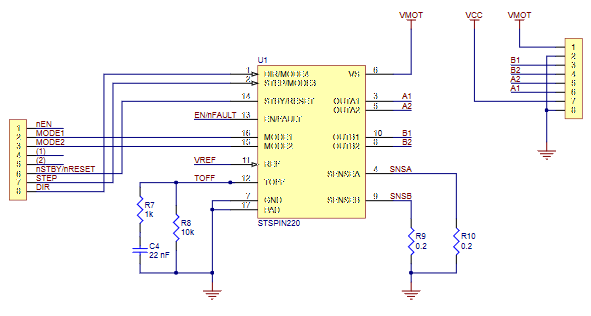 VMOT VCC VMOT
U1
1 DIR/MODE4 VS 6
2 STEP/MODE3
14 STBY/RESET OUTA1 3 A1
OUTA2 5 A2
EN/nFAULT 13 EN/FAULT
16 MODE1 OUTB1 10 B1
15 MODE2 OUTB2 8 B2
VREF 11 REF
SENSEA 4 SNSA
TOFF 12 TOFF
7 GND SENSEB 9 SNSB
17 PAD
STSPIN220
1 nEN
2 MODE1
3 MODE2
4 (1)
5 (2)
6 nSTBY/nRESET
7 STEP
8 DIR
R7
1k
R8
10k
C4
22 nF
R9
0.2
R10
0.2
1
2
B1 3
B2 4
A2 5
A1 6
7
8